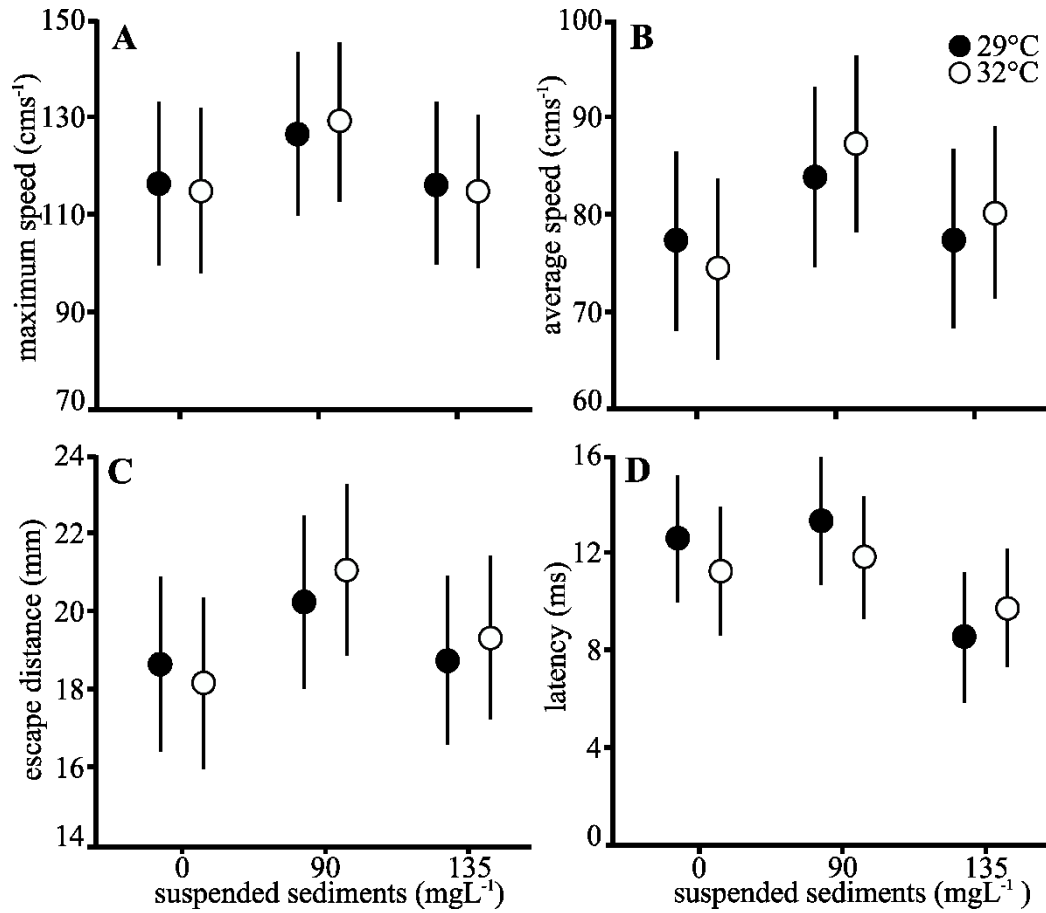 A
150
130
110
90
70
maximum speed (cms⁻¹)
B
29°C
32°C
100
90
80
70
60
average speed (cms⁻¹)
C
24
22
20
18
16
14
escape distance (mm)
0 90 135
suspended sediments (mgL⁻¹)
D
16
12
8
4
0
latency (ms)
0 90 135
suspended sediments (mgL⁻¹)